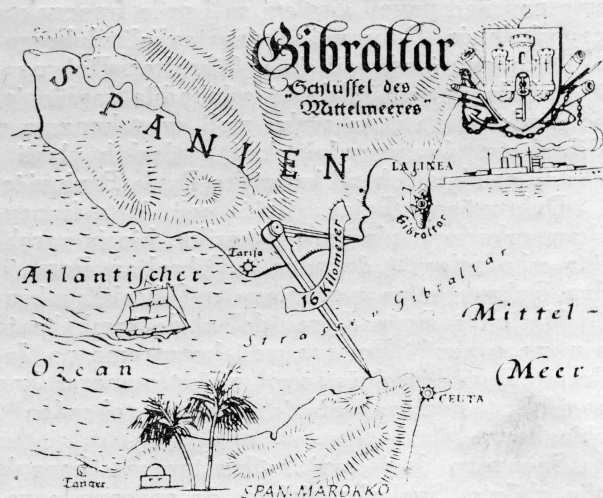 Gibraltar
"Schlüssel des
Mittelmeeres"
SPANIEN
LA LINEA
Gibraltar
Tarifa
16 Kilometer
Atlantischer
Ozean
Strasse v. Gibraltar
Mittel-
Meer
CEUTA
Tanger
SPAN. MAROKKO